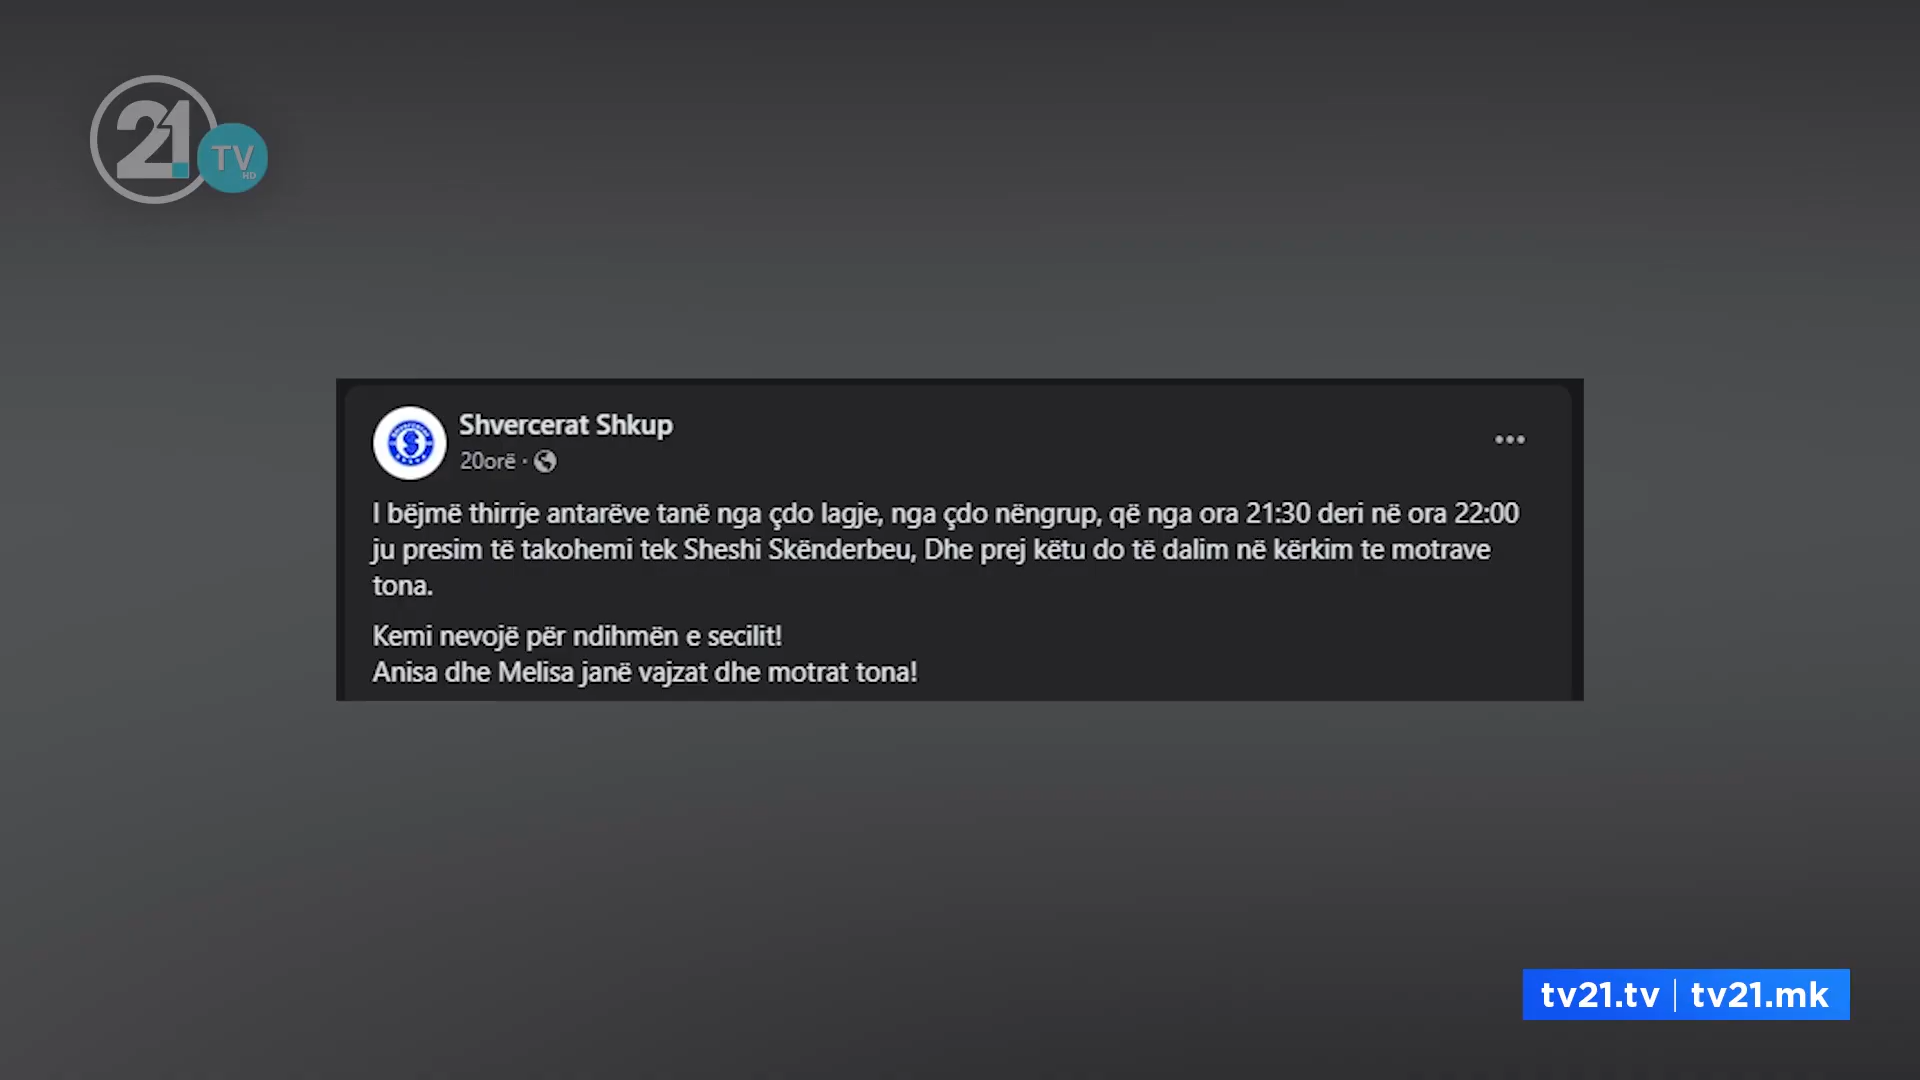 21
TV
HD
Shvercerat Shkup
20orë ·
I bëjmë thirrje antarëve tanë nga çdo lagje, nga çdo nëngrup, që nga ora 21:30 deri në ora 22:00
ju presim të takohemi tek Sheshi Skënderbeu, Dhe prej këtu do të dalim në kërkim te motrave
tona.
Kemi nevojë për ndihmën e secilit!
Anisa dhe Melisa janë vajzat dhe motrat tona!
tv21.tv | tv21.mk